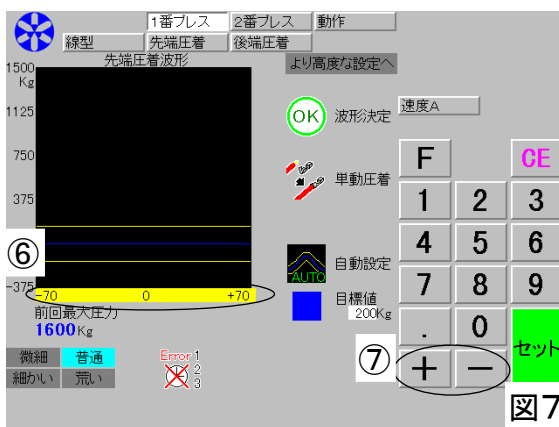 1番プレス 2番プレス 動作
線型 先端圧着 後端圧着
先端圧着波形 より高度な設定へ
1500
Kg
1125
750
375
-375
-70 0 +70
⑥
前回最大圧力
1600Kg
微細 普通
細かい 荒い
Error 1
2
3
OK 波形決定
単動圧着
AUTO 自動設定
目標値
200Kg
速度A
F CE
1 2 3
4 5 6
7 8 9
. 0 セット
⑦ + −
図7